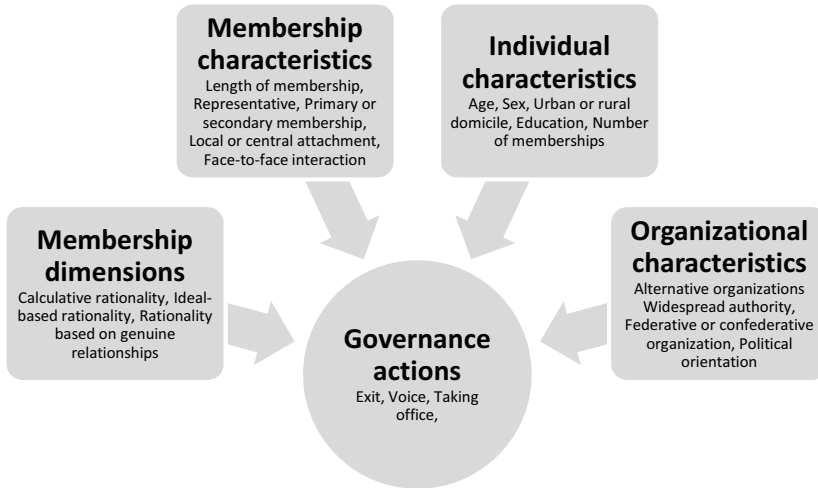 Membership
characteristics
Length of membership,
Representative, Primary or
secondary membership,
Local or central attachment,
Face-to-face interaction
Individual
characteristics
Age, Sex, Urban or rural
domicile, Education, Number
of memberships
Membership
dimensions
Calculative rationality, Ideal-
based rationality, Rationality
based on genuine
relationships
Organizational
characteristics
Alternative organizations
Widespread authority,
Federative or confederative
organization, Political
orientation
Governance
actions
Exit, Voice, Taking
office,